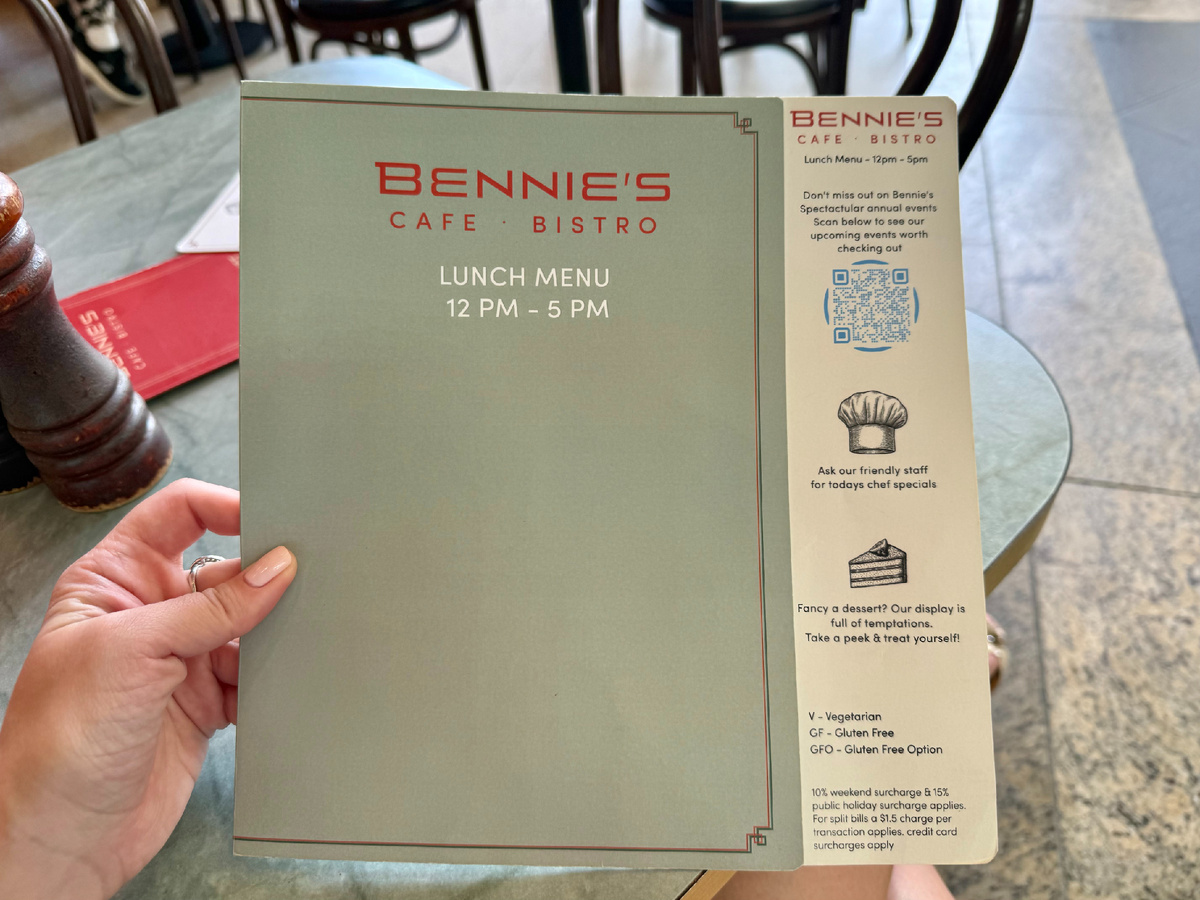 BENNIE'S
CAFE · BISTRO
LUNCH MENU
12 PM - 5 PM
BENNIE'S
CAFE · BISTRO
Lunch Menu - 12pm - 5pm
Don't miss out on Bennie's
Spectactular annual events
Scan below to see our
upcoming events worth
checking out
Ask our friendly staff
for todays chef specials
Fancy a dessert? Our display is
full of temptations.
Take a peek & treat yourself!
V - Vegetarian
GF - Gluten Free
GFO - Gluten Free Option
10% weekend surcharge & 15%
public holiday surcharge applies.
For split bills a $1.5 charge per
transaction applies. credit card
surcharges apply
CAFE BISTRO